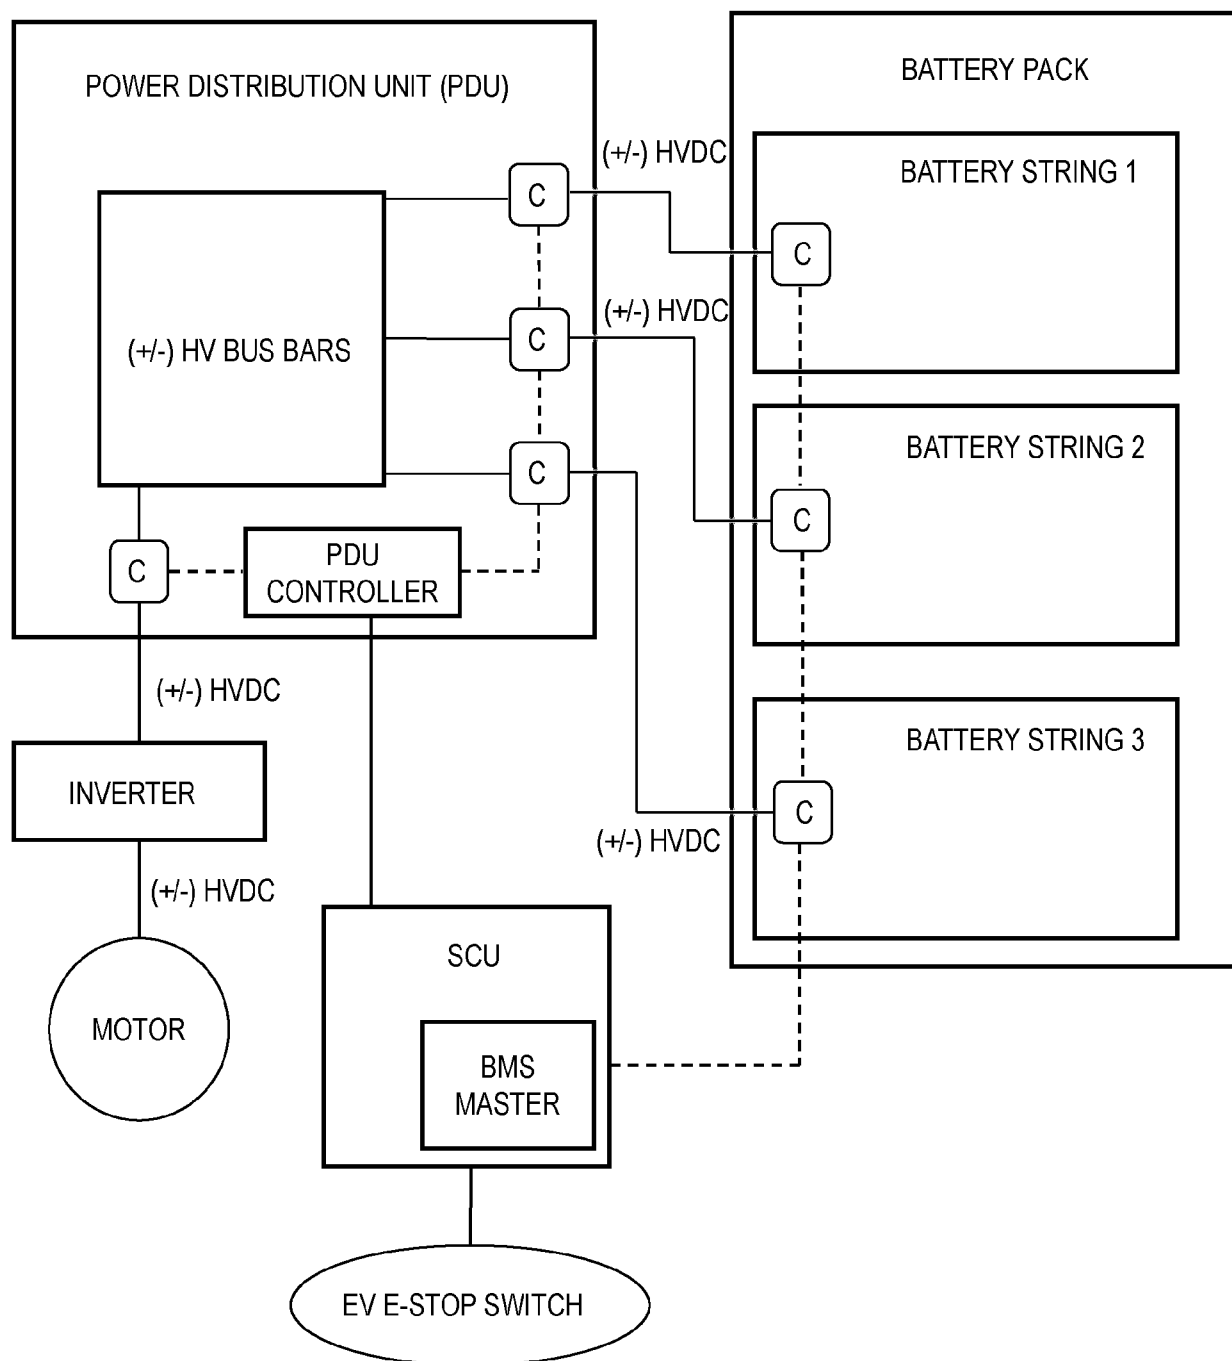 POWER DISTRIBUTION UNIT (PDU)
BATTERY PACK
(+/-) HVDC
BATTERY STRING 1
C
C
(+/-) HVDC
(+/-) HV BUS BARS
C
BATTERY STRING 2
C
C
C
PDU
CONTROLLER
(+/-) HVDC
BATTERY STRING 3
INVERTER
C
(+/-) HVDC
(+/-) HVDC
SCU
MOTOR
BMS
MASTER
EV E-STOP SWITCH